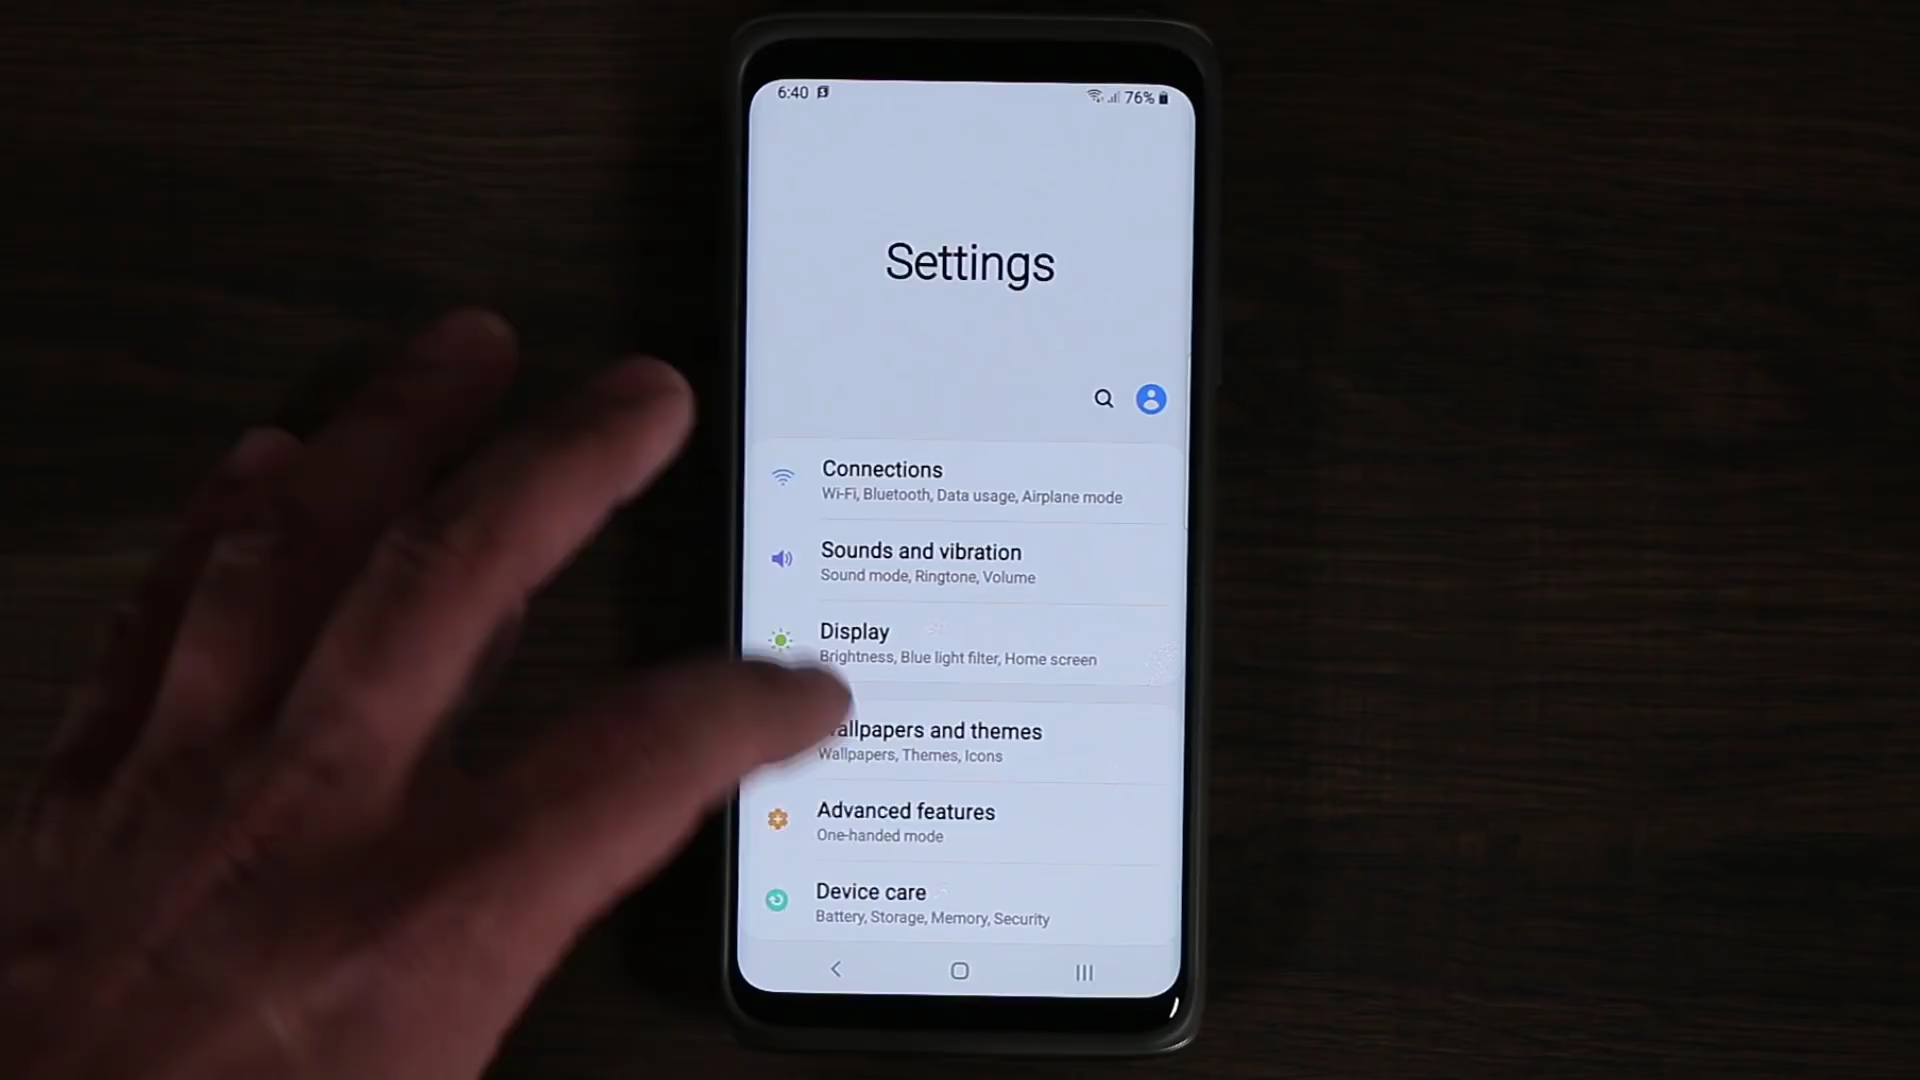 6:40
76%
Settings
Connections
Wi-Fi, Bluetooth, Data usage, Airplane mode
Sounds and vibration
Sound mode, Ringtone, Volume
Display
Brightness, Blue light filter, Home screen
allpapers and themes
Wallpapers, Themes, Icons
Advanced features
One-handed mode
Device care
Battery, Storage, Memory, Security